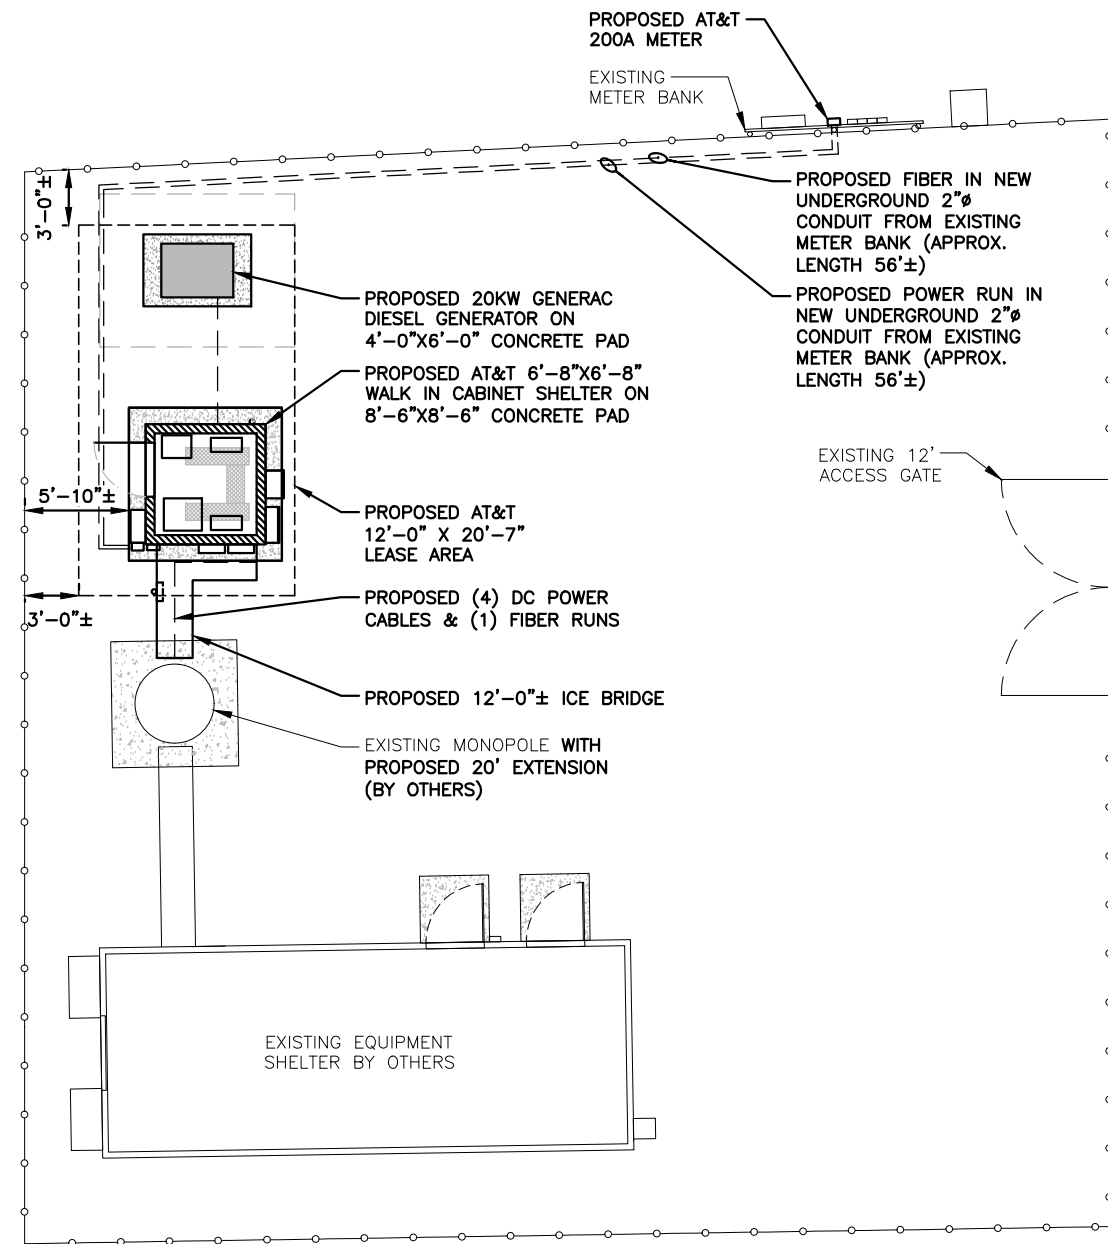 PROPOSED AT&T
200A METER
EXISTING
METER BANK
3'-0"±
PROPOSED FIBER IN NEW
UNDERGROUND 2"ø
CONDUIT FROM EXISTING
METER BANK (APPROX.
LENGTH 56'±)
PROPOSED POWER RUN IN
NEW UNDERGROUND 2"ø
CONDUIT FROM EXISTING
METER BANK (APPROX.
LENGTH 56'±)
PROPOSED 20KW GENERAC
DIESEL GENERATOR ON
4'-0"X6'-0" CONCRETE PAD
PROPOSED AT&T 6'-8"X6'-8"
WALK IN CABINET SHELTER ON
8'-6"X8'-6" CONCRETE PAD
EXISTING 12'
ACCESS GATE
5'-10"±
PROPOSED AT&T
12'-0" X 20'-7"
LEASE AREA
3'-0"±
PROPOSED (4) DC POWER
CABLES & (1) FIBER RUNS
PROPOSED 12'-0"± ICE BRIDGE
EXISTING MONOPOLE WITH
PROPOSED 20' EXTENSION
(BY OTHERS)
EXISTING EQUIPMENT
SHELTER BY OTHERS